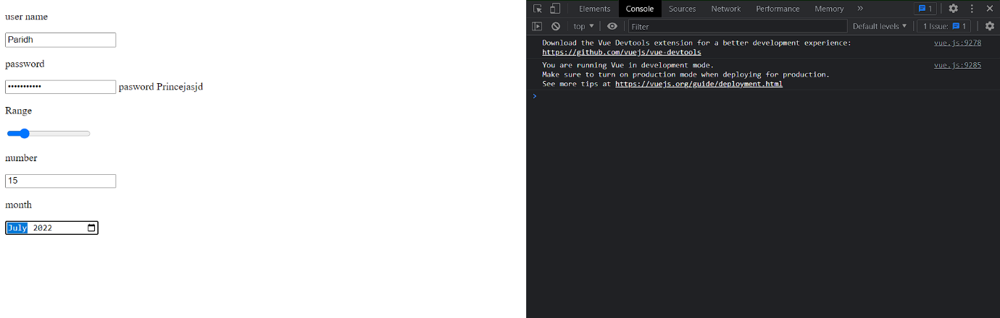 user name
Paridh
password
••••••••••• pasword Princejasjd
Range
number
15
month
July 2022
Elements Console Sources Network Performance Memory » 1
top ▼ Filter Default levels ▼ 1 Issue: 1
Download the Vue Devtools extension for a better development experience: vue.js:9278
https://github.com/vuejs/vue-devtools
You are running Vue in development mode. vue.js:9285
Make sure to turn on production mode when deploying for production.
See more tips at https://vuejs.org/guide/deployment.html
>